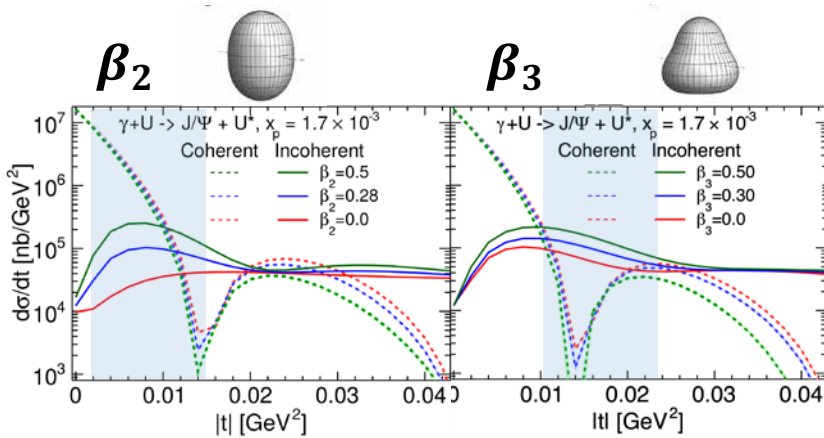 β₂
β₃
γ+U -> J/Ψ + U*, x_p = 1.7 × 10⁻³
Coherent Incoherent
β₂=0.5
β₂=0.28
β₂=0.0
γ+U -> J/Ψ + U*, x_p = 1.7 × 10⁻³
Coherent Incoherent
β₃=0.50
β₃=0.30
β₃=0.0
dσ/dt [nb/GeV²]
10⁷
10⁶
10⁵
10⁴
10³
0 0.01 0.02 0.03 0.04
|t| [GeV²]
0 0.01 0.02 0.03 0.04
|t| [GeV²]